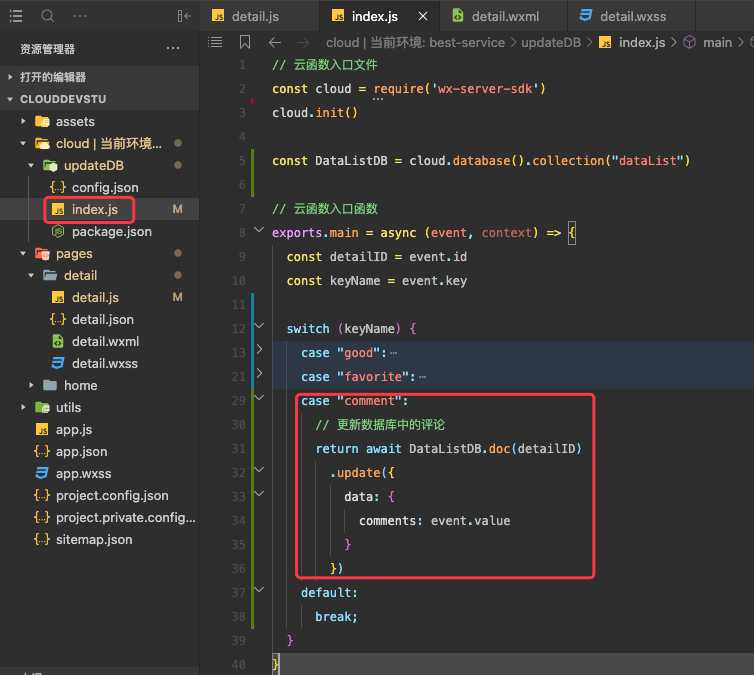 detail.js
index.js
detail.wxml
detail.wxss
资源管理器
打开的编辑器
CLOUDDEVSTU
assets
cloud | 当前环境...
updateDB
config.json
index.js M
package.json
pages
detail
detail.js M
detail.json
detail.wxml
detail.wxss
home
utils
app.js
app.json
app.wxss
project.config.json
project.private.config...
sitemap.json
cloud | 当前环境: best-service > updateDB > index.js > main >
1 // 云函数入口文件
2 const cloud = require('wx-server-sdk')
3 cloud.init()
4
5 const DataListDB = cloud.database().collection("dataList")
6
7 // 云函数入口函数
8 exports.main = async (event, context) => {
9 const detailID = event.id
10 const keyName = event.key
11
12 switch (keyName) {
13 case "good":⋯
21 case "favorite":⋯
29 case "comment":
30 // 更新数据库中的评论
31 return await DataListDB.doc(detailID)
32 .update({
33 data: {
34 comments: event.value
35 }
36 })
37 default:
38 break;
39 }
40 }